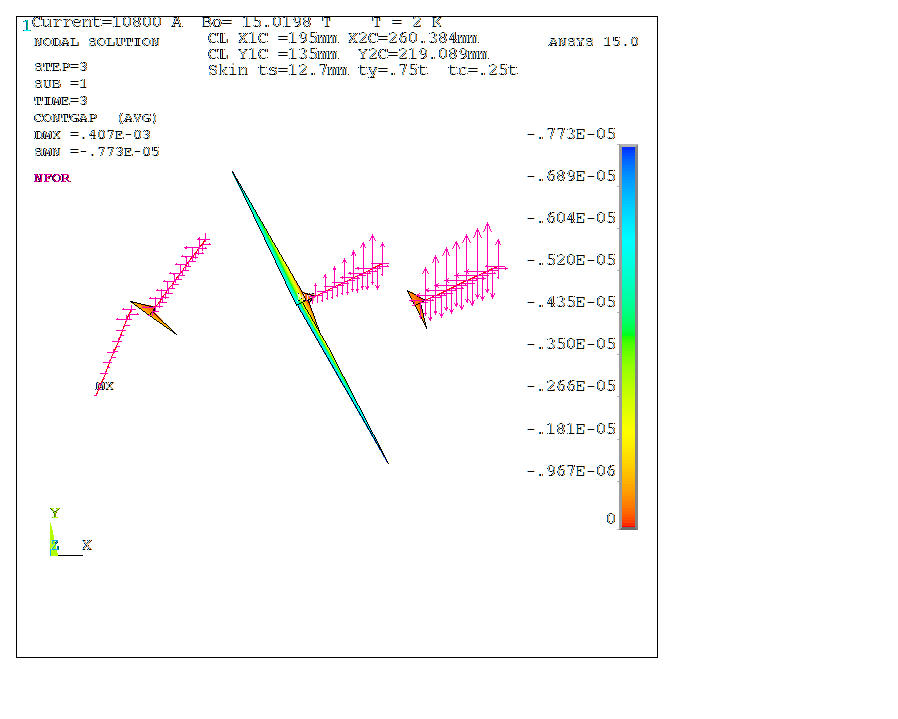 1
Current=10800 A  Bo= 15.0198 T    T = 2 K
CL X1C =195mm X2C=260.384mm
CL Y1C =135mm  Y2C=219.089mm
Skin ts=12.7mm ty=.75t  tc=.25t
ANSYS 15.0
NODAL SOLUTION
STEP=3
SUB =1
TIME=3
CONTGAP  (AVG)
DMX =.407E-03
SMN =-.773E-05
NFOR
-.773E-05
-.689E-05
-.604E-05
-.520E-05
-.435E-05
-.350E-05
-.266E-05
-.181E-05
-.967E-06
0
MX
Y
Z
X